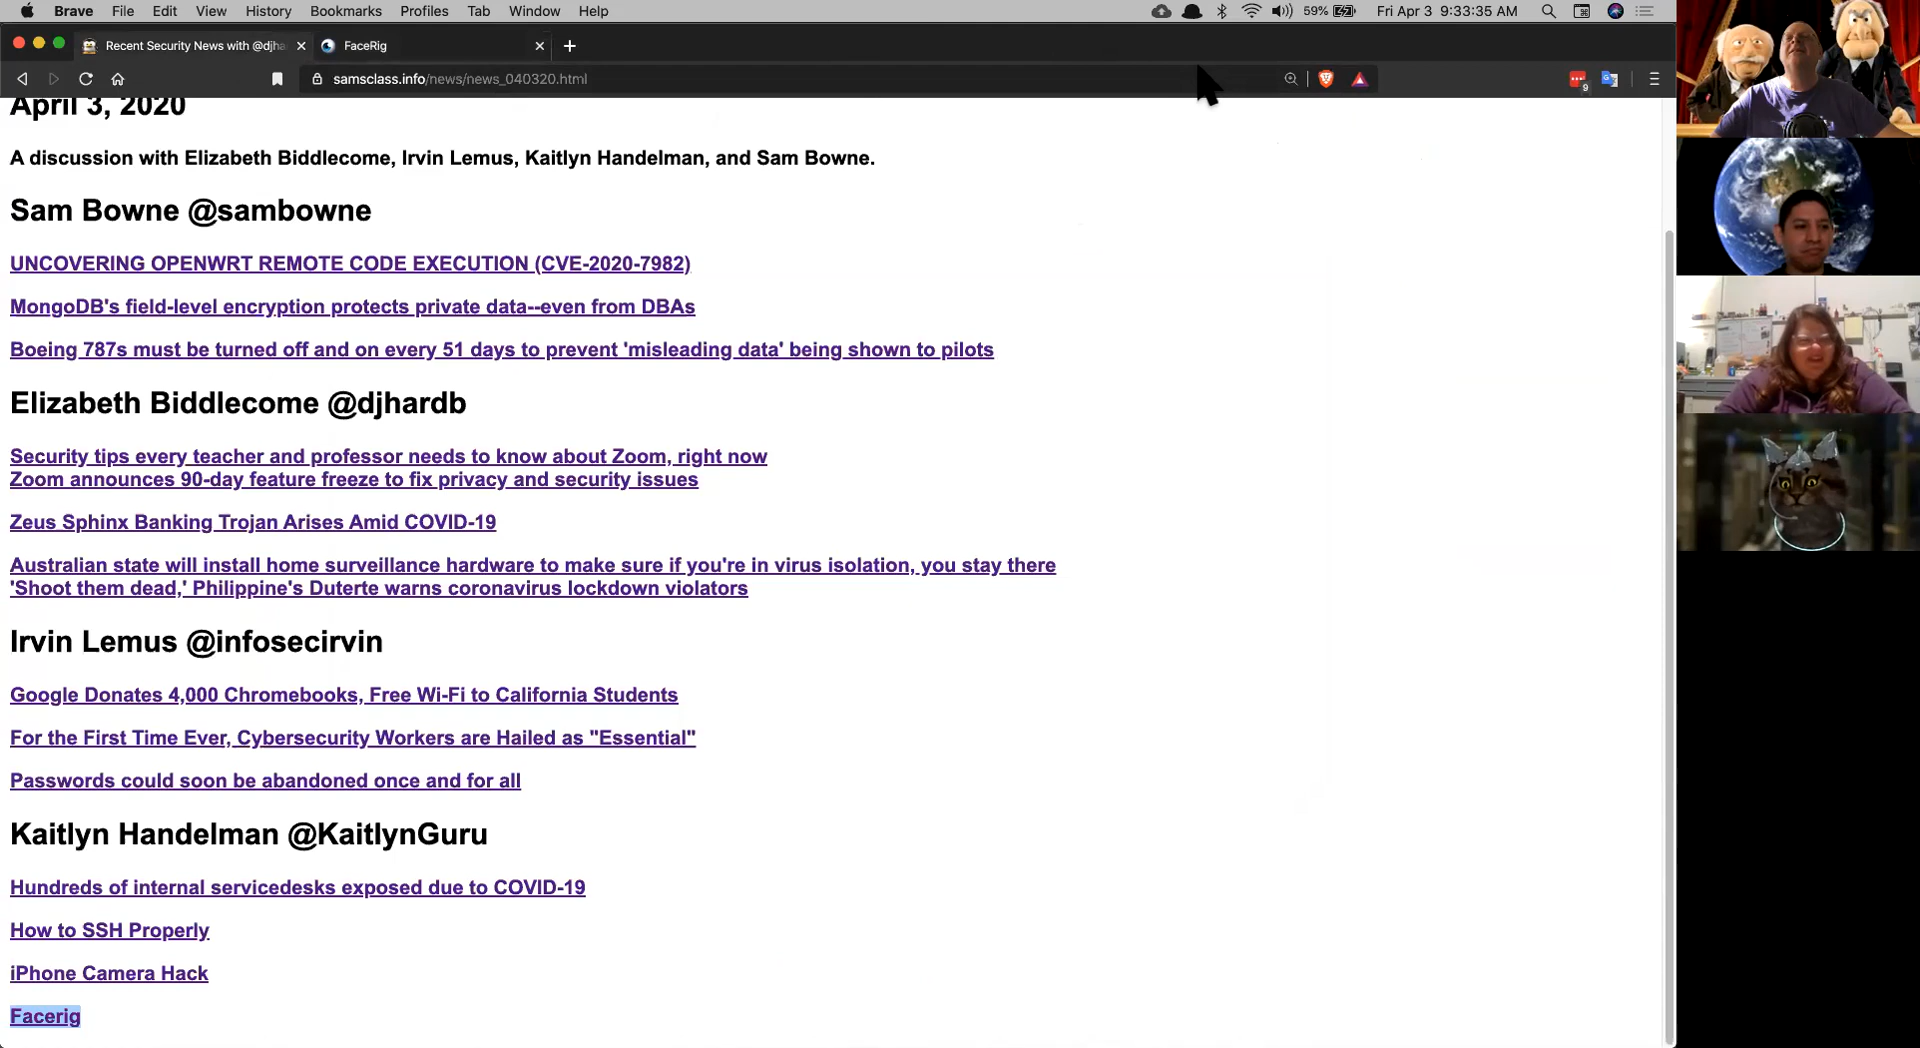 Brave File Edit View History Bookmarks Profiles Tab Window Help 59% Fri Apr 3 9:33:35 AM
Recent Security News with @djha FaceRig
samsclass.info/news/news_040320.html 9
April 3, 2020
A discussion with Elizabeth Biddlecome, Irvin Lemus, Kaitlyn Handelman, and Sam Bowne.
Sam Bowne @sambowne
UNCOVERING OPENWRT REMOTE CODE EXECUTION (CVE-2020-7982)
MongoDB's field-level encryption protects private data--even from DBAs
Boeing 787s must be turned off and on every 51 days to prevent 'misleading data' being shown to pilots
Elizabeth Biddlecome @djhardb
Security tips every teacher and professor needs to know about Zoom, right now
Zoom announces 90-day feature freeze to fix privacy and security issues
Zeus Sphinx Banking Trojan Arises Amid COVID-19
Australian state will install home surveillance hardware to make sure if you're in virus isolation, you stay there
'Shoot them dead,' Philippine's Duterte warns coronavirus lockdown violators
Irvin Lemus @infosecirvin
Google Donates 4,000 Chromebooks, Free Wi-Fi to California Students
For the First Time Ever, Cybersecurity Workers are Hailed as "Essential"
Passwords could soon be abandoned once and for all
Kaitlyn Handelman @KaitlynGuru
Hundreds of internal servicedesks exposed due to COVID-19
How to SSH Properly
iPhone Camera Hack
Facerig